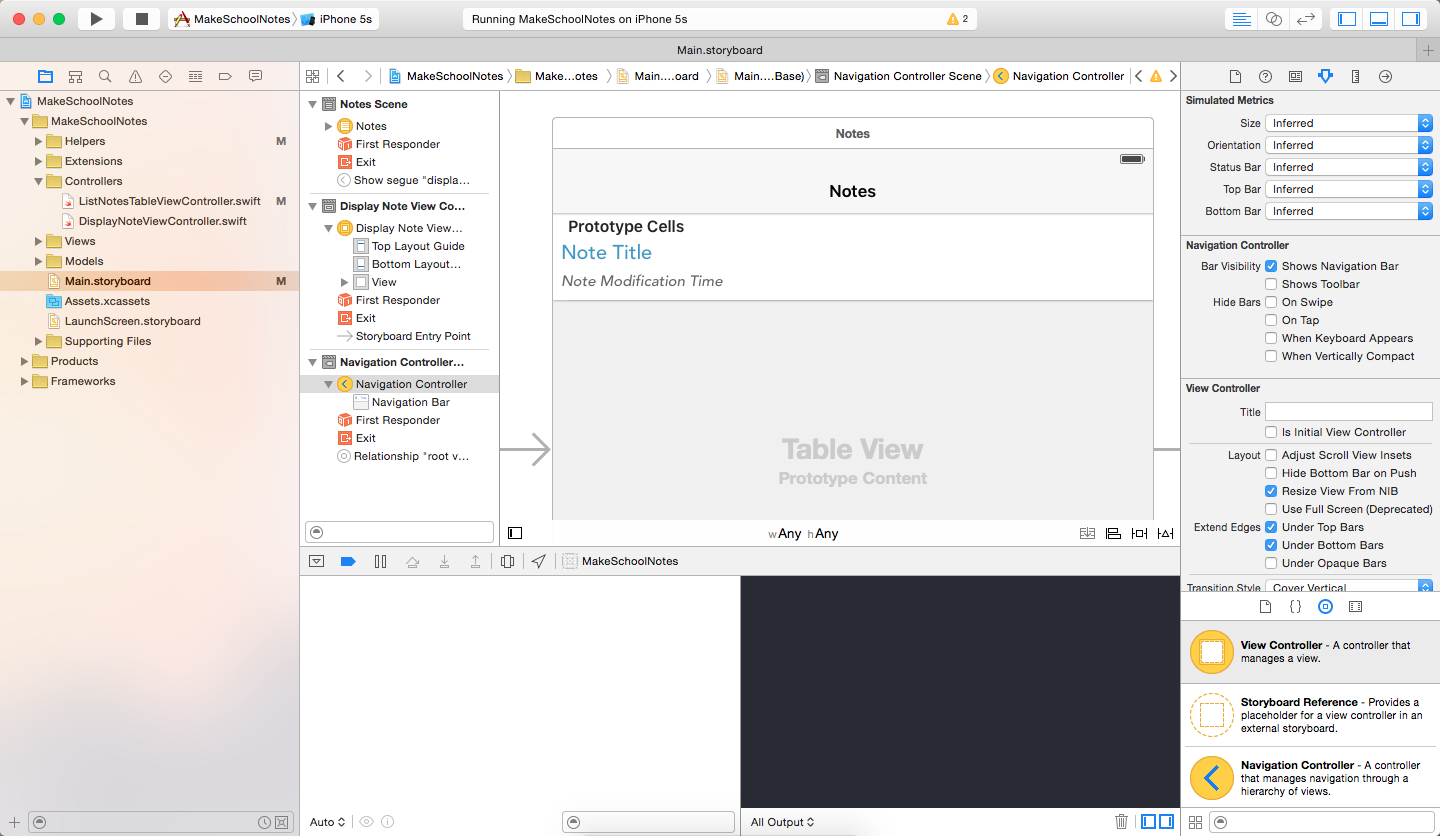 MakeSchoolNotes
iPhone 5s
Running MakeSchoolNotes on iPhone 5s
2
Main.storyboard
MakeSchoolNotes
Make...otes
Main....oard
Main....Base)
Navigation Controller Scene
Navigation Controller
MakeSchoolNotes
MakeSchoolNotes
Helpers
M
Extensions
Controllers
ListNotesTableViewController.swift
M
DisplayNoteViewController.swift
Views
Models
Main.storyboard
M
Assets.xcassets
LaunchScreen.storyboard
Supporting Files
Products
Frameworks
Notes Scene
Notes
First Responder
Exit
Show segue "displa...
Display Note View Co...
Display Note View...
Top Layout Guide
Bottom Layout...
View
First Responder
Exit
Storyboard Entry Point
Navigation Controller...
Navigation Controller
Navigation Bar
First Responder
Exit
Relationship "root v...
Notes
Notes
Prototype Cells
Note Title
Note Modification Time
Table View
Prototype Content
wAny hAny
MakeSchoolNotes
Auto
All Output
Simulated Metrics
Size Inferred
Orientation Inferred
Status Bar Inferred
Top Bar Inferred
Bottom Bar Inferred
Navigation Controller
Bar Visibility Shows Navigation Bar
Shows Toolbar
Hide Bars On Swipe
On Tap
When Keyboard Appears
When Vertically Compact
View Controller
Title
Is Initial View Controller
Layout Adjust Scroll View Insets
Hide Bottom Bar on Push
Resize View From NIB
Use Full Screen (Deprecated)
Extend Edges Under Top Bars
Under Bottom Bars
Under Opaque Bars
Transition Style Cover Vertical
View Controller - A controller that
manages a view.
Storyboard Reference - Provides a
placeholder for a view controller in an
external storyboard.
Navigation Controller - A controller
that manages navigation through a
hierarchy of views.